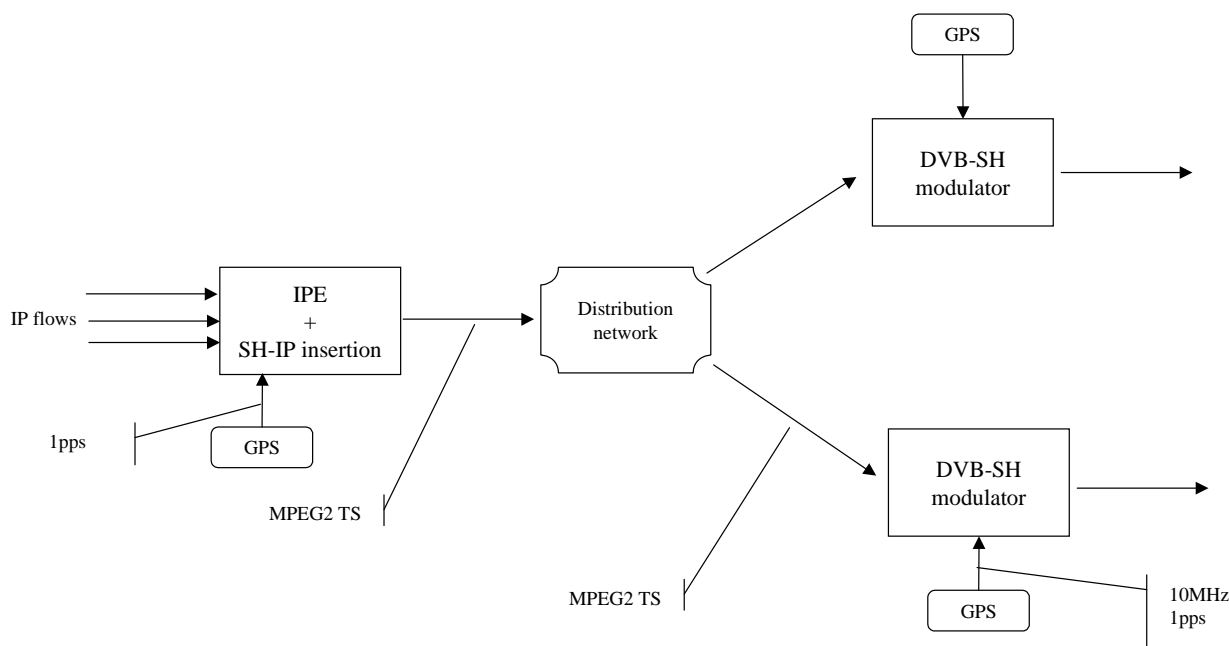 GPS
DVB-SH
modulator
IP flows
IPE
+
SH-IP insertion
Distribution
network
1pps
GPS
MPEG2 TS
DVB-SH
modulator
MPEG2 TS
GPS
10MHz
1pps